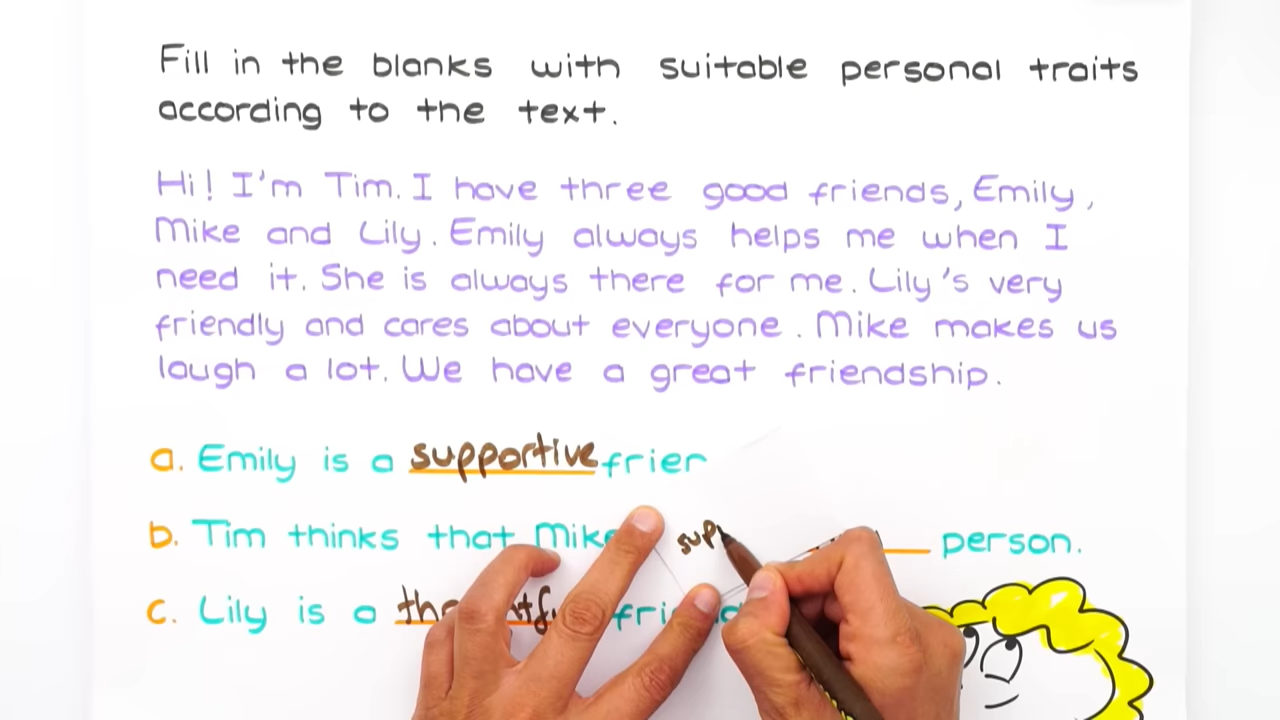 Fill in the blanks with suitable personal traits
according to the text.
Hi! I'm Tim. I have three good friends, Emily,
Mike and Lily. Emily always helps me when I
need it. She is always there for me. Lily's very
friendly and cares about everyone. Mike makes us
laugh a lot. We have a great friendship.
a. Emily is a supportive frien
b. Tim thinks that Mike person.
sup
c. Lily is a